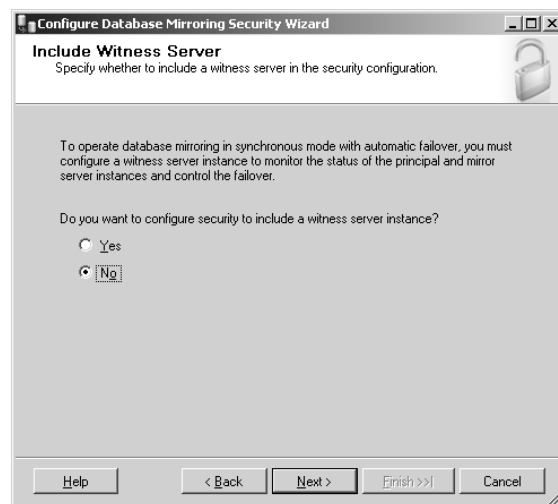 Configure Database Mirroring Security Wizard
Include Witness Server
Specify whether to include a witness server in the security configuration.
To operate database mirroring in synchronous mode with automatic failover, you must
configure a witness server instance to monitor the status of the principal and mirror
server instances and control the failover.
Do you want to configure security to include a witness server instance?
Yes
No
Help
< Back
Next >
Finish >>|
Cancel